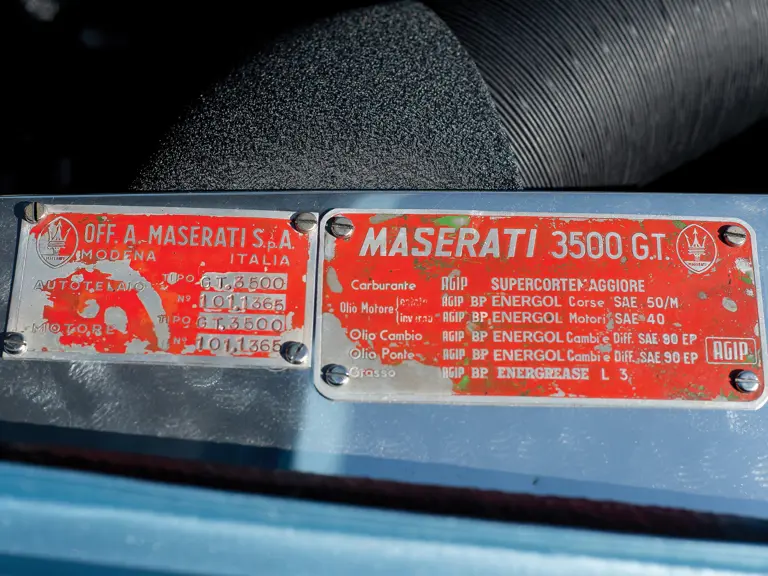 OFF. A. MASERATI S.p.A.
MODENA ITALIA
AUTOTELAIO TIPO GT.3500
Nº 101.1365
MOTORE TIPO GT.3500
Nº 101.1365
MASERATI 3500 G.T.
Carburante AGIP SUPERCORTEMAGGIORE
Olio Motore estate AGIP BP ENERGOL Corse SAE 50/M
inverno AGIP BP ENERGOL Motori SAE 40
Olio Cambio AGIP BP ENERGOL Cambi e Diff. SAE 90 EP
Olio Ponte AGIP BP ENERGOL Cambi e Diff. SAE 90 EP
Grasso AGIP BP ENERGREASE L 3
AGIP